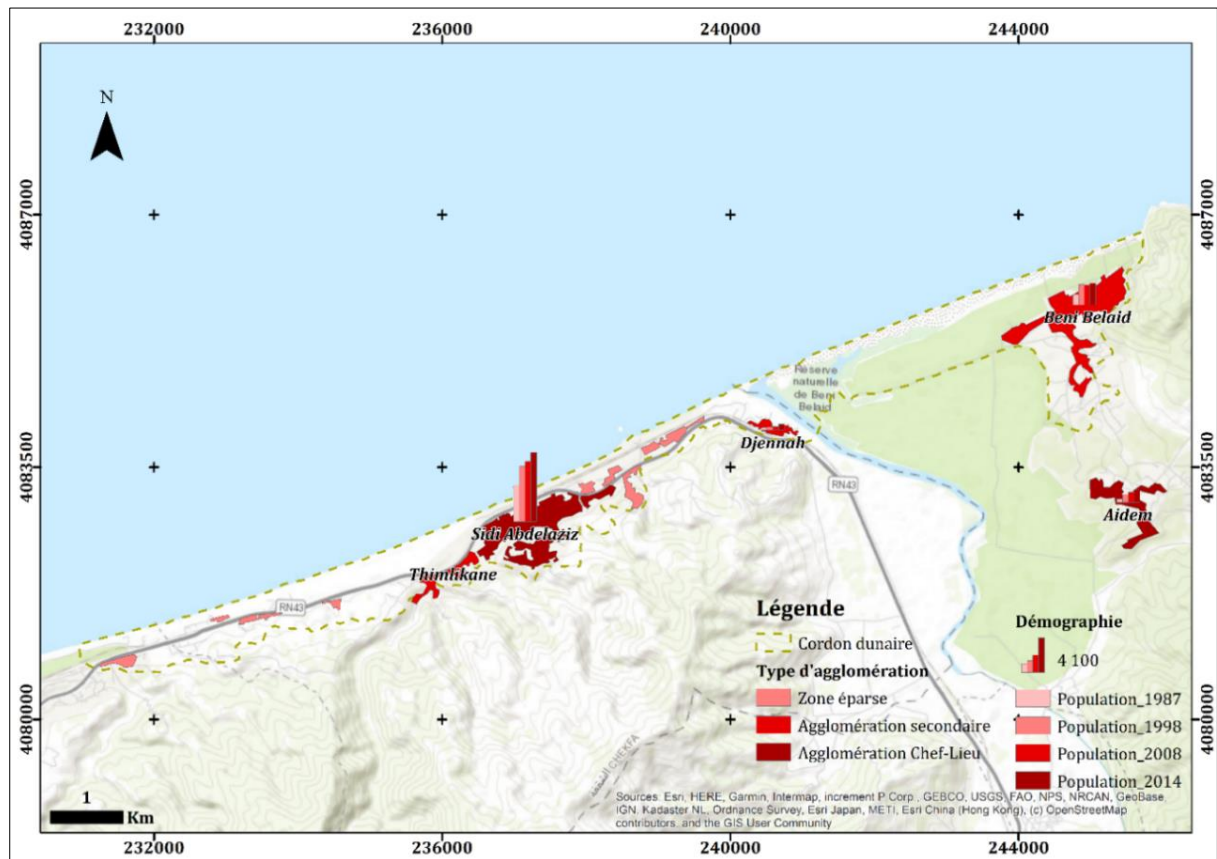 232000
236000
240000
244000
N
4087000
4087000
Beni Belaid
Réserve
naturelle
de Beni
Belaid
Djennah
4083500
4083500
RN43
Aidem
Sidi Abdelaziz
Thimlikane
RN43
Légende
Cordon dunaire
Type d'agglomération
Zone éparse
Agglomération secondaire
Agglomération Chef-Lieu
Démographie
4 100
Population_1987
Population_1998
Population_2008
Population_2014
4080000
4080000
CHEKFA
1
Km
Sources: Esri, HERE, Garmin, Intermap, increment P Corp., GEBCO, USGS, FAO, NPS, NRCAN, GeoBase,
IGN, Kadaster NL, Ordnance Survey, Esri Japan, METI, Esri China (Hong Kong), (c) OpenStreetMap
contributors, and the GIS User Community
232000
236000
240000
244000